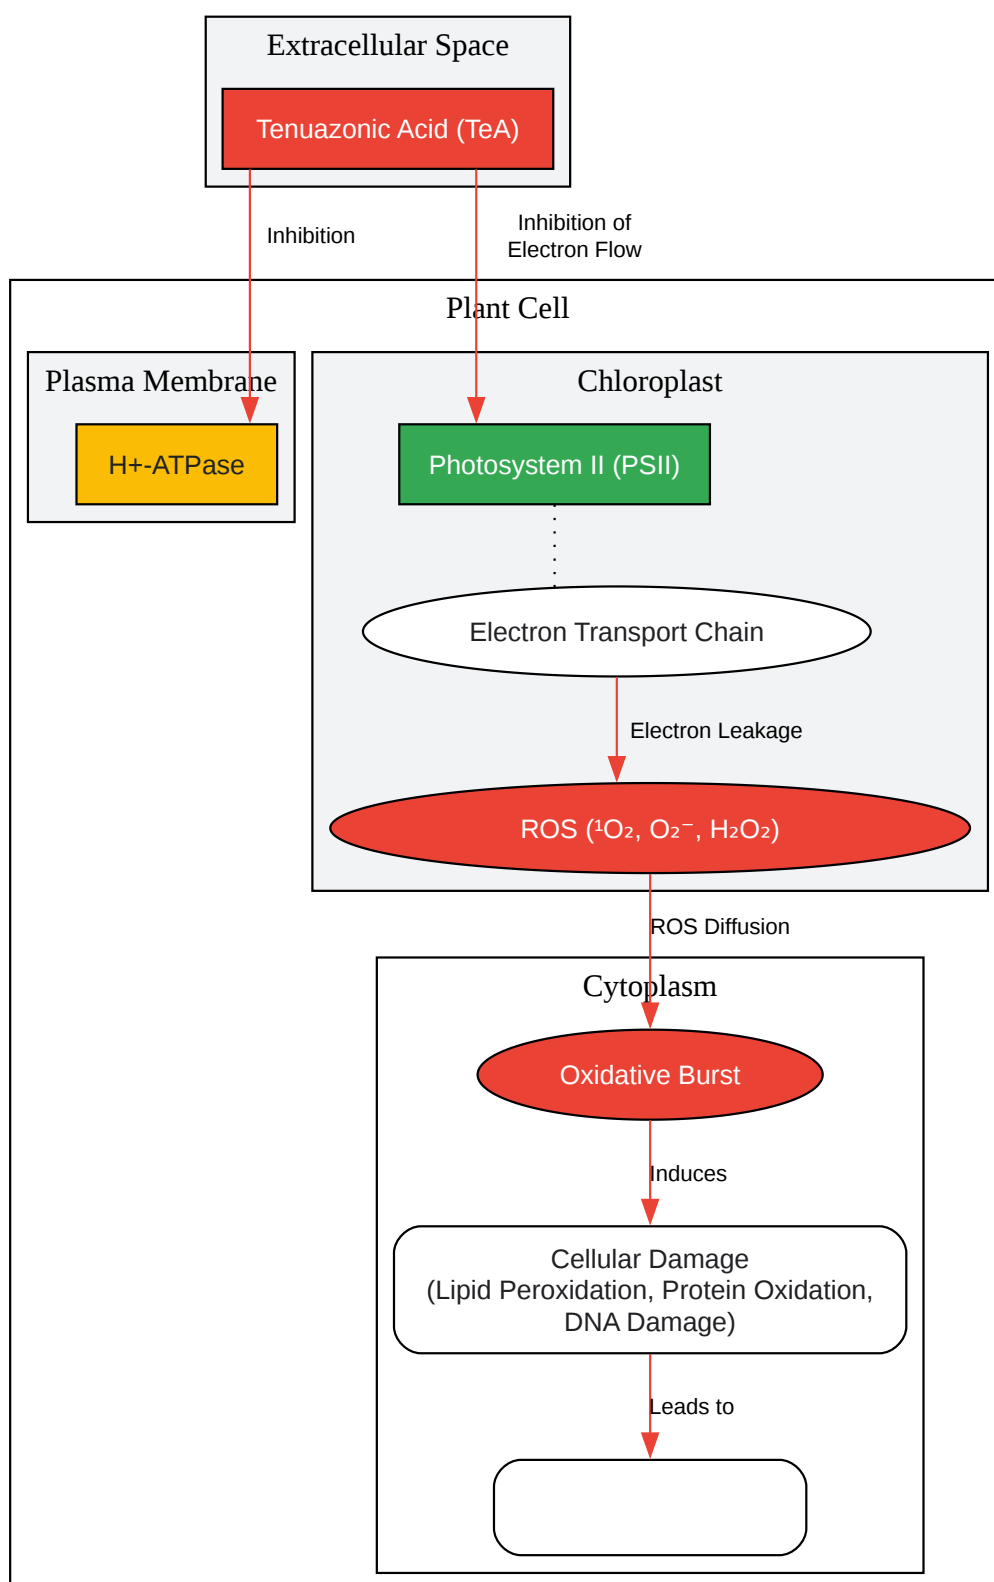 Extracellular Space
Tenuazonic Acid (TeA)
Inhibition
Inhibition of
Electron Flow
Plant Cell
Plasma Membrane
H+-ATPase
Chloroplast
Photosystem II (PSII)
Electron Transport Chain
Electron Leakage
ROS (¹O₂, O₂⁻, H₂O₂)
ROS Diffusion
Cytoplasm
Oxidative Burst
Induces
Cellular Damage
(Lipid Peroxidation, Protein Oxidation,
DNA Damage)
Leads to